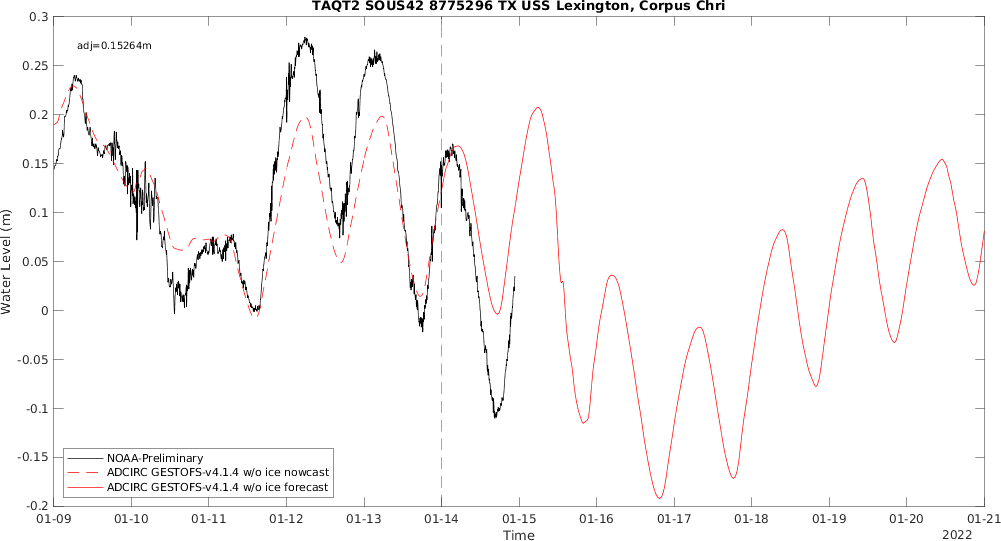 TAQT2 SOUS42 8775296 TX USS Lexington, Corpus Chri
adj=0.15264m
Water Level (m)
0.3
0.25
0.2
0.15
0.1
0.05
0
-0.05
-0.1
-0.15
-0.2
NOAA-Preliminary
ADCIRC GESTOFS-v4.1.4 w/o ice nowcast
ADCIRC GESTOFS-v4.1.4 w/o ice forecast
01-09 01-10 01-11 01-12 01-13 01-14 01-15 01-16 01-17 01-18 01-19 01-20 01-21
Time
2022